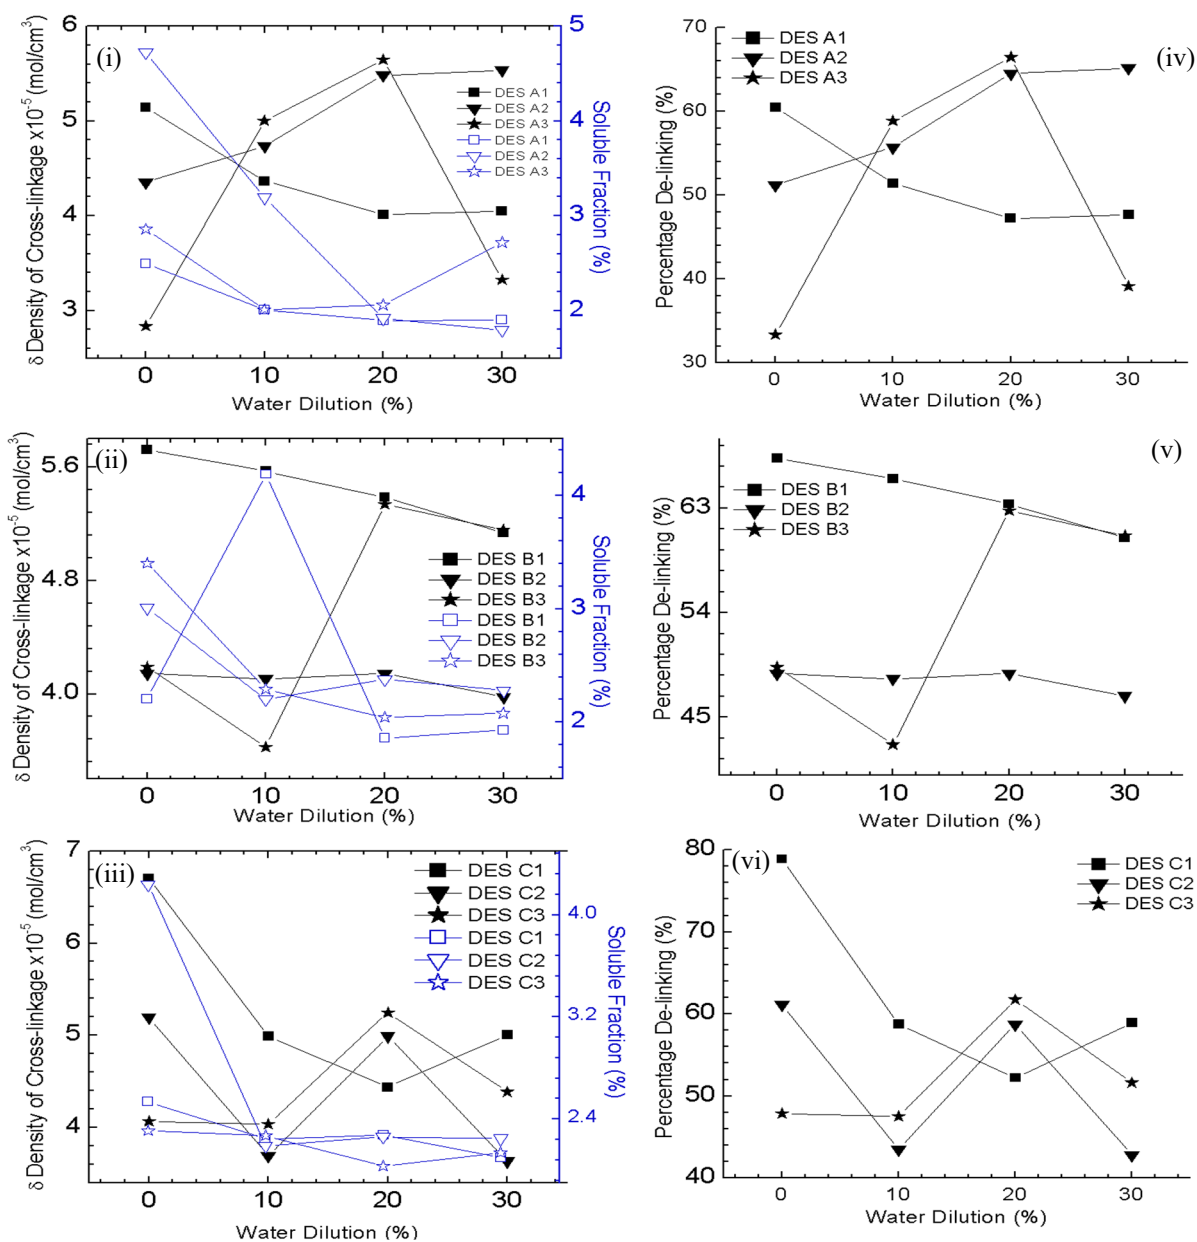 (i)
δ Density of Cross-linkage x10⁻⁵ (mol/cm³)
6
5
4
3
5
4
3
2
Soluble Fraction (%)
DES A1
DES A2
DES A3
DES A1
DES A2
DES A3
0 10 20 30
Water Dilution (%)
(iv)
Percentage De-linking (%)
70
60
50
40
30
DES A1
DES A2
DES A3
0 10 20 30
Water Dilution (%)
(ii)
δ Density of Cross-linkage x10⁻⁵ (mol/cm³)
5.6
4.8
4.0
4
3
2
Soluble Fraction (%)
DES B1
DES B2
DES B3
DES B1
DES B2
DES B3
0 10 20 30
Water Dilution (%)
(v)
Percentage De-linking (%)
63
54
45
DES B1
DES B2
DES B3
0 10 20 30
Water Dilution (%)
(iii)
δ Density of Cross-linkage x10⁻⁵ (mol/cm³)
7
6
5
4
4.0
3.2
2.4
Soluble Fraction (%)
DES C1
DES C2
DES C3
DES C1
DES C2
DES C3
0 10 20 30
Water Dilution (%)
(vi)
Percentage De-linking (%)
80
70
60
50
40
DES C1
DES C2
DES C3
0 10 20 30
Water Dilution (%)